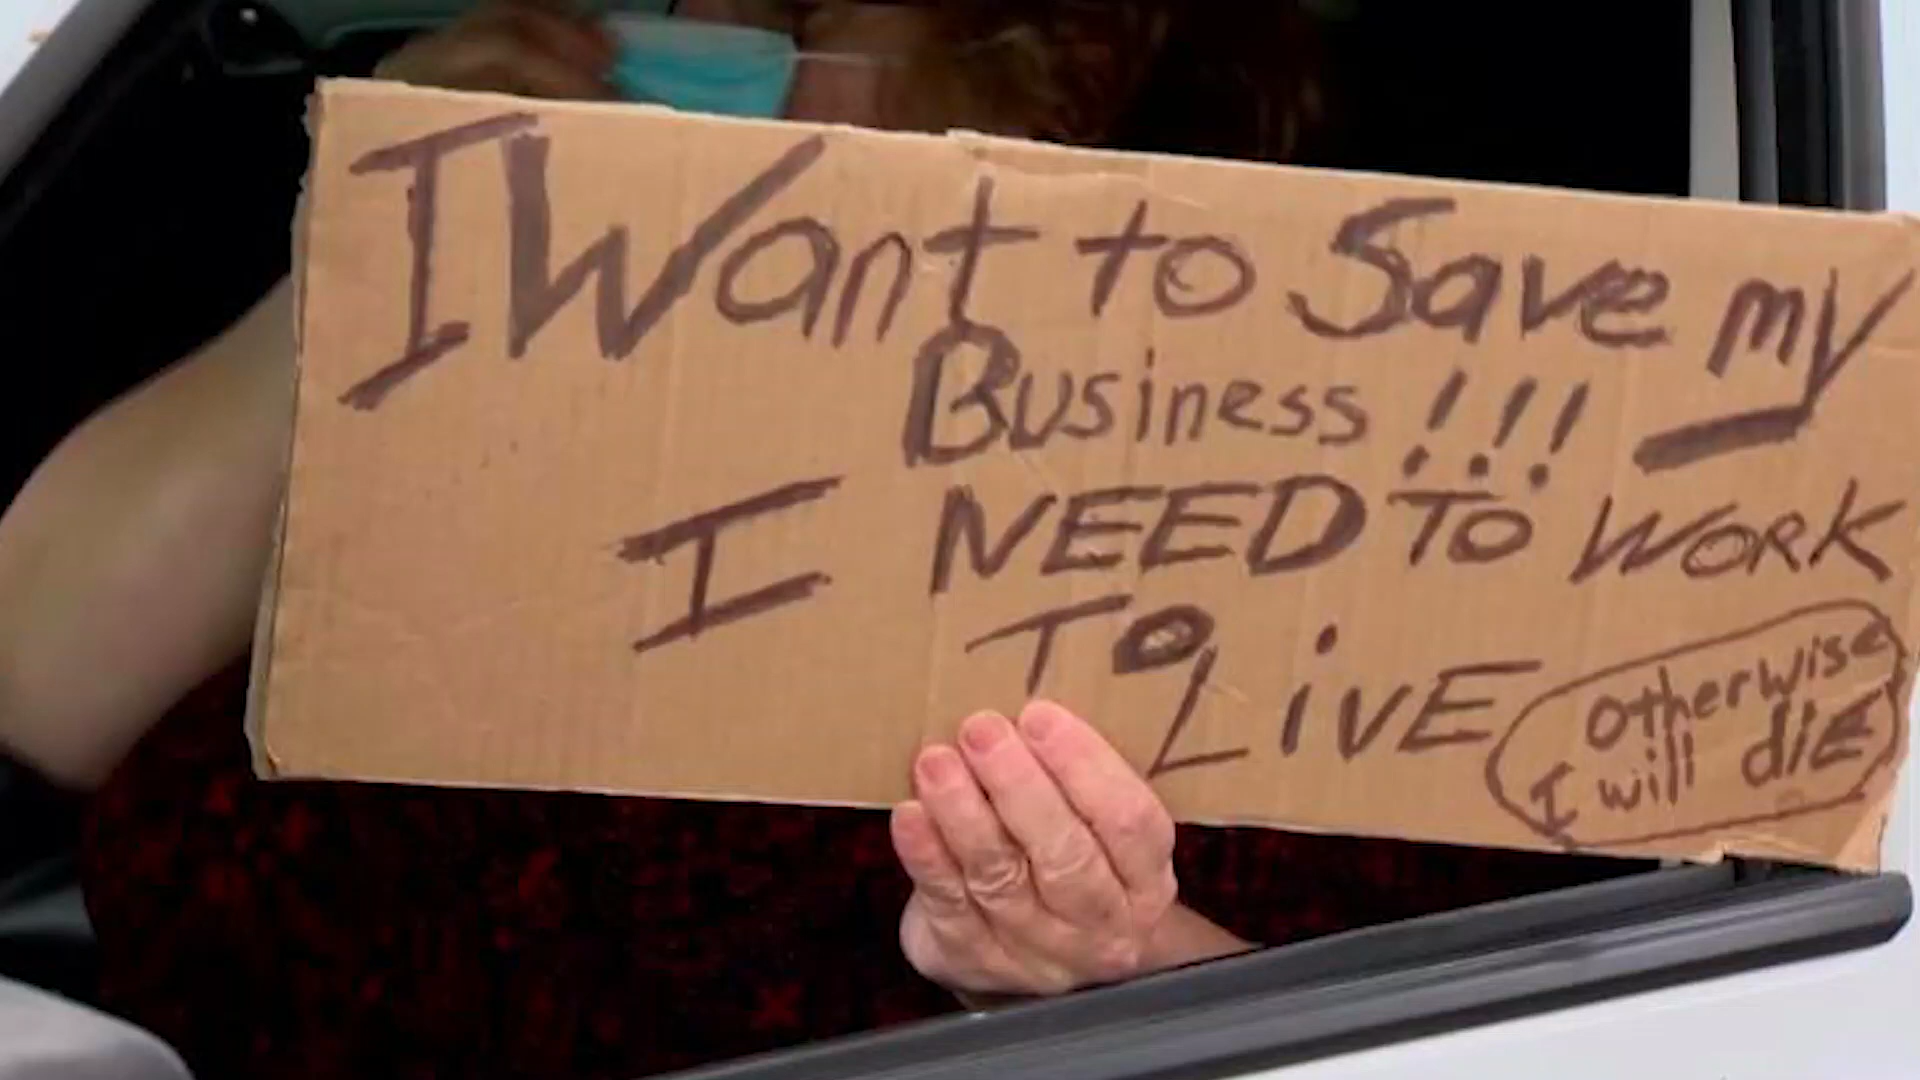 I Want to Save my
Business!!!
I NEED TO WORK
TO LiVE
otherwise
I will diE